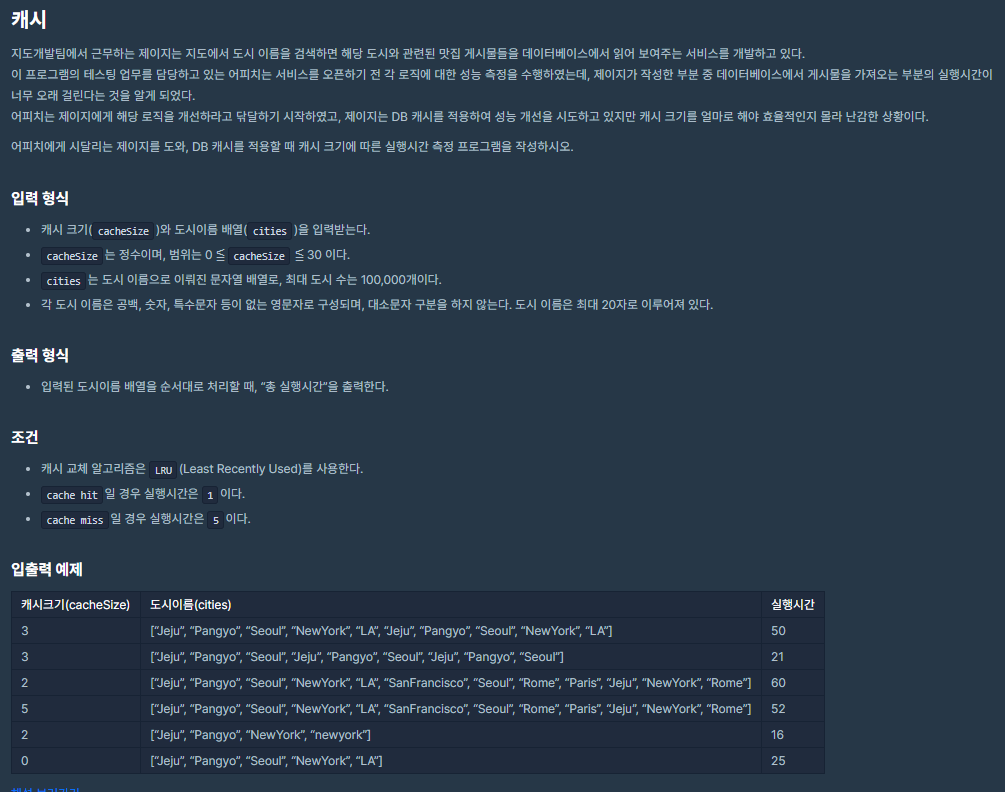 캐시
지도개발팀에서 근무하는 제이지는 지도에서 도시 이름을 검색하면 해당 도시와 관련된 맛집 게시물들을 데이터베이스에서 읽어 보여주는 서비스를 개발하고 있다.
이 프로그램의 테스팅 업무를 담당하고 있는 어피치는 서비스를 오픈하기 전 각 로직에 대한 성능 측정을 수행하였는데, 제이지가 작성한 부분 중 데이터베이스에서 게시물을 가져오는 부분의 실행시간이
너무 오래 걸린다는 것을 알게 되었다.
어피치는 제이지에게 해당 로직을 개선하라고 닦달하기 시작하였고, 제이지는 DB 캐시를 적용하여 성능 개선을 시도하고 있지만 캐시 크기를 얼마로 해야 효율적인지 몰라 난감한 상황이다.
어피치에게 시달리는 제이지를 도와, DB 캐시를 적용할 때 캐시 크기에 따른 실행시간 측정 프로그램을 작성하시오.
입력 형식
• 캐시 크기( cacheSize )와 도시이름 배열( cities )을 입력받는다.
• cacheSize 는 정수이며, 범위는 0 ≦ cacheSize ≦ 30 이다.
• cities 는 도시 이름으로 이뤄진 문자열 배열로, 최대 도시 수는 100,000개이다.
• 각 도시 이름은 공백, 숫자, 특수문자 등이 없는 영문자로 구성되며, 대소문자 구분을 하지 않는다. 도시 이름은 최대 20자로 이루어져 있다.
출력 형식
• 입력된 도시이름 배열을 순서대로 처리할 때, “총 실행시간”을 출력한다.
조건
• 캐시 교체 알고리즘은 LRU (Least Recently Used)를 사용한다.
• cache hit 일 경우 실행시간은 1 이다.
• cache miss 일 경우 실행시간은 5 이다.
입출력 예제
캐시크기(cacheSize) 도시이름(cities) 실행시간
3 [“Jeju”, “Pangyo”, “Seoul”, “NewYork”, “LA”, “Jeju”, “Pangyo”, “Seoul”, “NewYork”, “LA”] 50
3 [“Jeju”, “Pangyo”, “Seoul”, “Jeju”, “Pangyo”, “Seoul”, “Jeju”, “Pangyo”, “Seoul”] 21
2 [“Jeju”, “Pangyo”, “Seoul”, “NewYork”, “LA”, “SanFrancisco”, “Seoul”, “Rome”, “Paris”, “Jeju”, “NewYork”, “Rome”] 60
5 [“Jeju”, “Pangyo”, “Seoul”, “NewYork”, “LA”, “SanFrancisco”, “Seoul”, “Rome”, “Paris”, “Jeju”, “NewYork”, “Rome”] 52
2 [“Jeju”, “Pangyo”, “NewYork”, “newyork”] 16
0 [“Jeju”, “Pangyo”, “Seoul”, “NewYork”, “LA”] 25